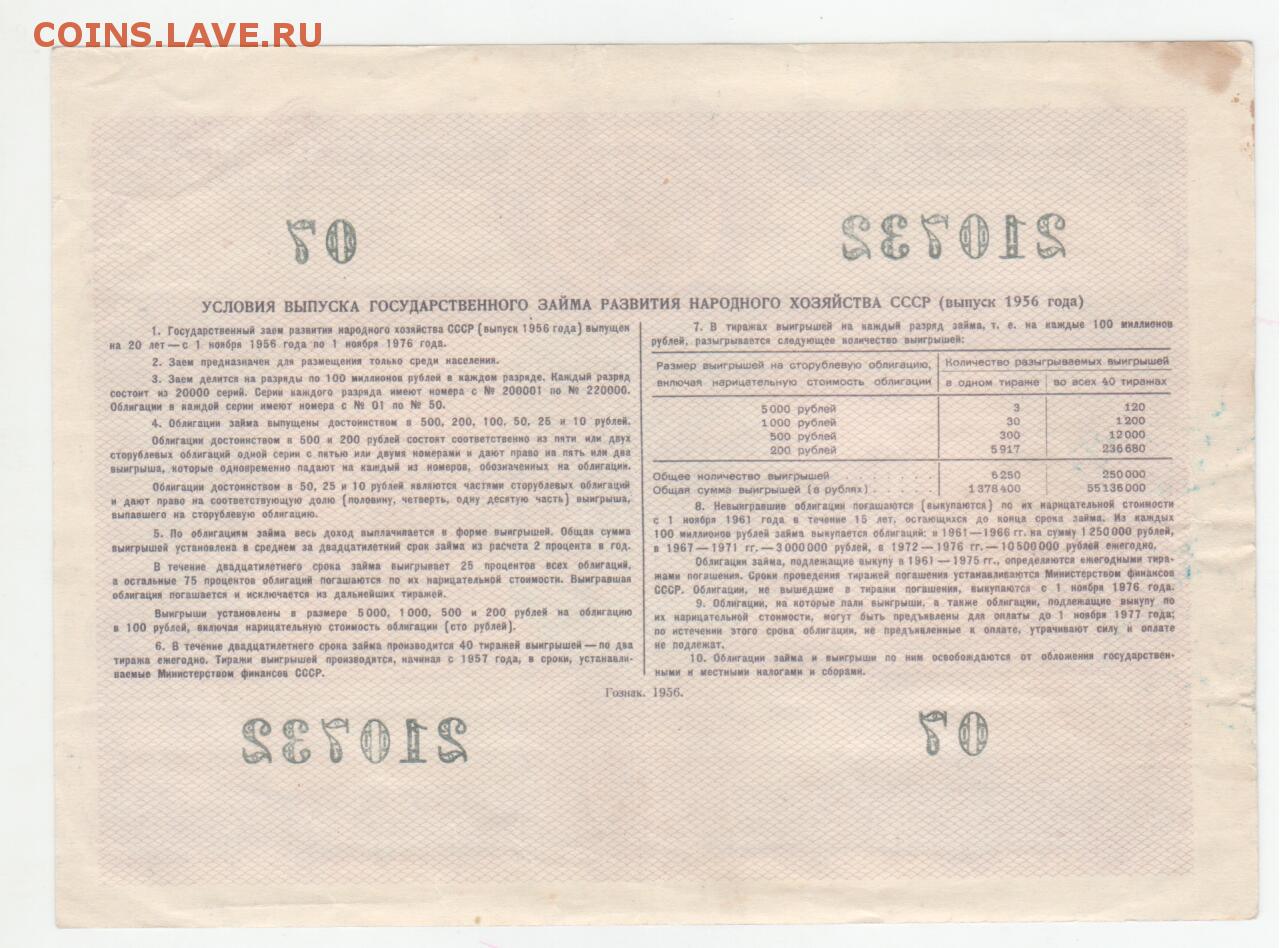 COINS.LAVE.RU
07 210732
УСЛОВИЯ ВЫПУСКА ГОСУДАРСТВЕННОГО ЗАЙМА РАЗВИТИЯ НАРОДНОГО ХОЗЯЙСТВА СССР (выпуск 1956 года)
1. Государственный заем развития народного хозяйства СССР (выпуск 1956 года) выпущен
на 20 лет — с 1 ноября 1956 года по 1 ноября 1976 года.
2. Заем предназначен для размещения только среди населения.
3. Заем делится на разряды по 100 миллионов рублей в каждом разряде. Каждый разряд
состоит из 20000 серий. Серии каждого разряда имеют номера с № 200001 по № 220000.
Облигации в каждой серии имеют номера с № 01 по № 50.
4. Облигации займа выпущены достоинством в 500, 200, 100, 50, 25 и 10 рублей.
Облигации достоинством в 500 и 200 рублей состоят соответственно из пяти или двух
сторублевых облигаций одной серии с пятью или двумя номерами и дают право на пять или два
выигрыша, которые одновременно падают на каждый из номеров, обозначенных на облигации.
Облигации достоинством в 50, 25 и 10 рублей являются частями сторублевых облигаций
и дают право на соответствующую долю (половину, четверть, одну десятую часть) выигрыша,
выпавшего на сторублевую облигацию.
5. По облигациям займа весь доход выплачивается в форме выигрышей. Общая сумма
выигрышей установлена в среднем за двадцатилетний срок займа из расчета 2 процента в год.
В течение двадцатилетнего срока займа выигрывает 25 процентов всех облигаций,
а остальные 75 процентов облигаций погашаются по их нарицательной стоимости. Выигравшая
облигация погашается и исключается из дальнейших тиражей.
Выигрыши установлены в размере 5000, 1000, 500 и 200 рублей на облигацию
в 100 рублей, включая нарицательную стоимость облигации (сто рублей).
6. В течение двадцатилетнего срока займа производится 40 тиражей выигрышей — по два
тиража ежегодно. Тиражи выигрышей производятся, начиная с 1957 года, в сроки, устанавли-
ваемые Министерством финансов СССР.
7. В тиражах выигрышей на каждый разряд займа, т. е. на каждые 100 миллионов
рублей, разыгрывается следующее количество выигрышей:
Размер выигрышей на сторублевую облигацию, Количество разыгрываемых выигрышей
включая нарицательную стоимость облигации в одном тираже во всех 40 тиражах
5000 рублей 3 120
1000 рублей 30 1200
500 рублей 300 12000
200 рублей 5917 236680
Общее количество выигрышей . . . . . . . . 6250 250000
Общая сумма выигрышей (в рублях) . . . . . 1378400 55136000
8. Невыигравшие облигации погашаются (выкупаются) по их нарицательной стоимости
с 1 ноября 1961 года в течение 15 лет, остающихся до конца срока займа. Из каждых
100 миллионов рублей займа выкупается облигаций: в 1961—1966 гг. на сумму 1250000 рублей,
в 1967—1971 гг. — 3000000 рублей, в 1972—1976 гг. — 10500000 рублей ежегодно.
Облигации займа, подлежащие выкупу в 1961—1975 гг., определяются ежегодными тира-
жами погашения. Сроки проведения тиражей погашения устанавливаются Министерством финансов
СССР. Облигации, не вышедшие в тиражи погашения, выкупаются с 1 ноября 1976 года.
9. Облигации, на которые пали выигрыши, а также облигации, подлежащие выкупу по
их нарицательной стоимости, могут быть предъявлены для оплаты до 1 ноября 1977 года;
по истечении этого срока облигации, не предъявленные к оплате, утрачивают силу и оплате
не подлежат.
10. Облигации займа и выигрыши по ним освобождаются от обложения государствен-
ными и местными налогами и сборами.
Гознак. 1956.
210732 07